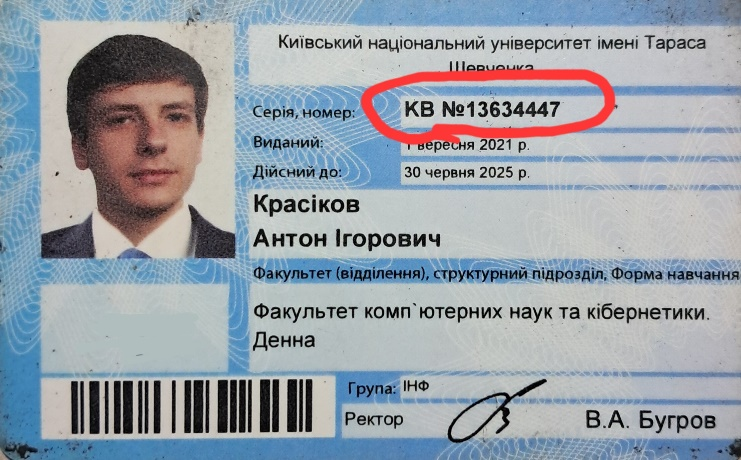 Київський національний університет імені Тараса
Шевченка
Серія, номер: KB №13634447
Виданий: 1 вересня 2021 р.
Дійсний до: 30 червня 2025 р.
Красіков
Антон Ігорович
Факультет (відділення), структурний підрозділ, Форма навчання
Факультет комп`ютерних наук та кібернетики.
Денна
Група: ІНФ
Ректор В.А. Бугров